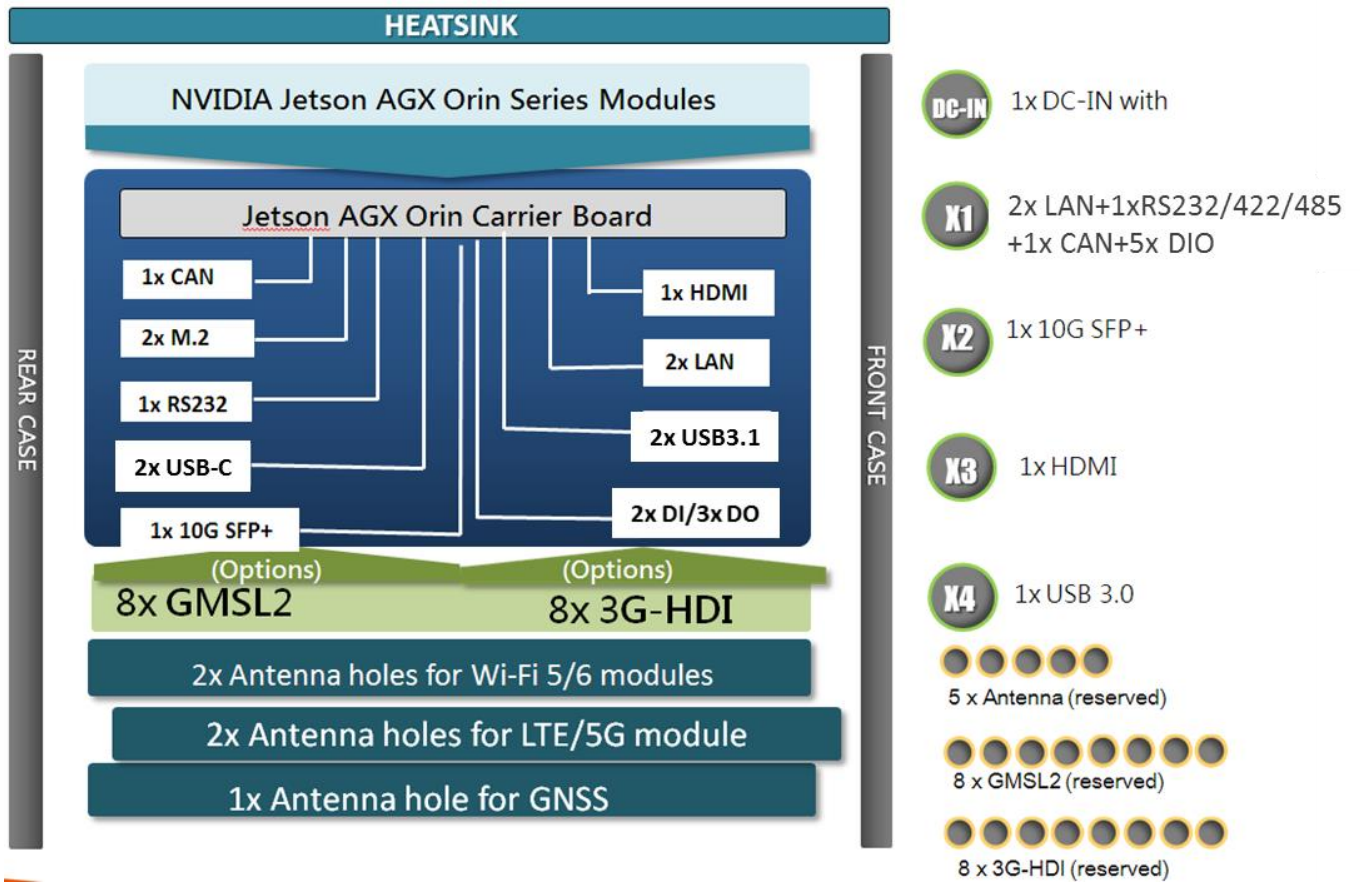 HEATSINK
NVIDIA Jetson AGX Orin Series Modules
Jetson AGX Orin Carrier Board
1x CAN
2x M.2
1x RS232
2x USB-C
1x 10G SFP+
1x HDMI
2x LAN
2x USB3.1
2x DI/3x DO
REAR CASE
FRONT CASE
(Options)
8x GMSL2
(Options)
8x 3G-HDI
2x Antenna holes for Wi-Fi 5/6 modules
2x Antenna holes for LTE/5G module
1x Antenna hole for GNSS
DC-IN
1x DC-IN with
X1
2x LAN+1xRS232/422/485
+1x CAN+5x DIO
X2
1x 10G SFP+
X3
1x HDMI
X4
1x USB 3.0
5 x Antenna (reserved)
8 x GMSL2 (reserved)
8 x 3G-HDI (reserved)